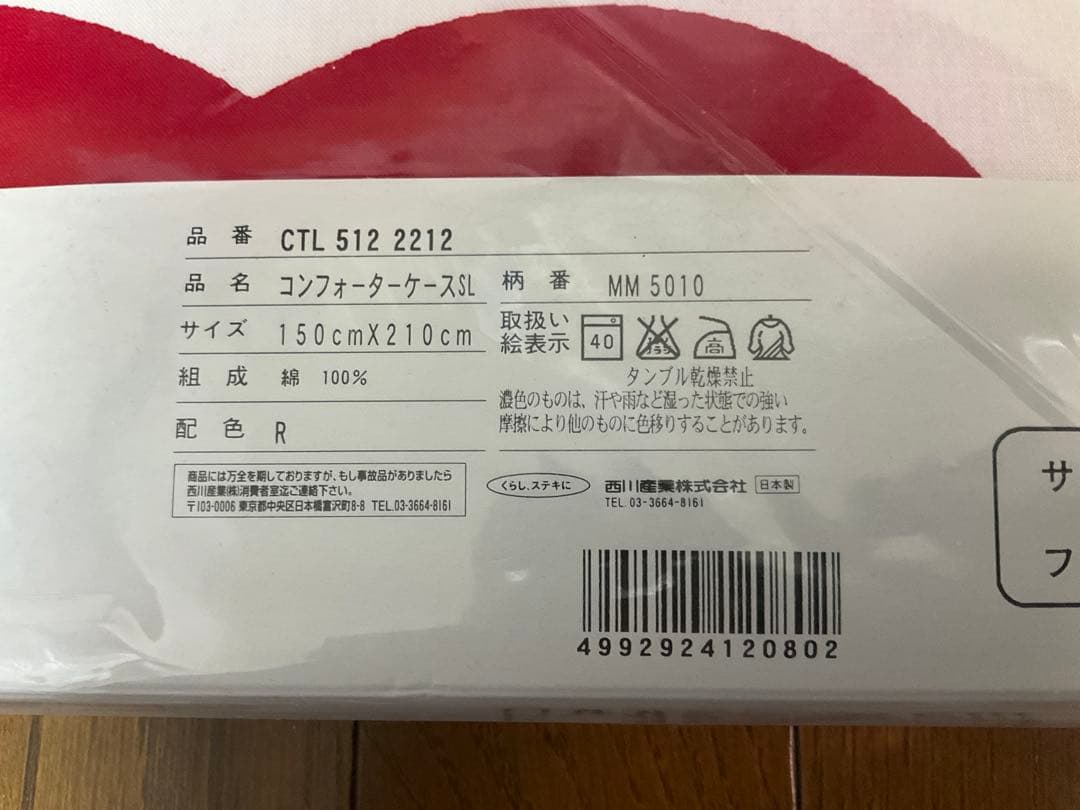 品 番 CTL 512 2212
品 名 コンフォーターケースSL 柄 番 MM 5010
サイズ 150cmX210cm
取扱い
絵表示 40 エンソサラシ 高
タンブル乾燥禁止
組 成 綿 100%
濃色のものは、汗や雨など湿った状態での強い
摩擦により他のものに色移りすることがあります。
配 色 R
商品には万全を期しておりますが、もし事故品がありましたら
西川産業(株)消費者室迄ご連絡下さい。
〒103-0006 東京都中央区日本橋富沢町8-8 TEL.03-3664-8161
くらし、ステキに 西川産業株式会社 日本製
TEL. 03-3664-8161
4992924120802
サ
フ